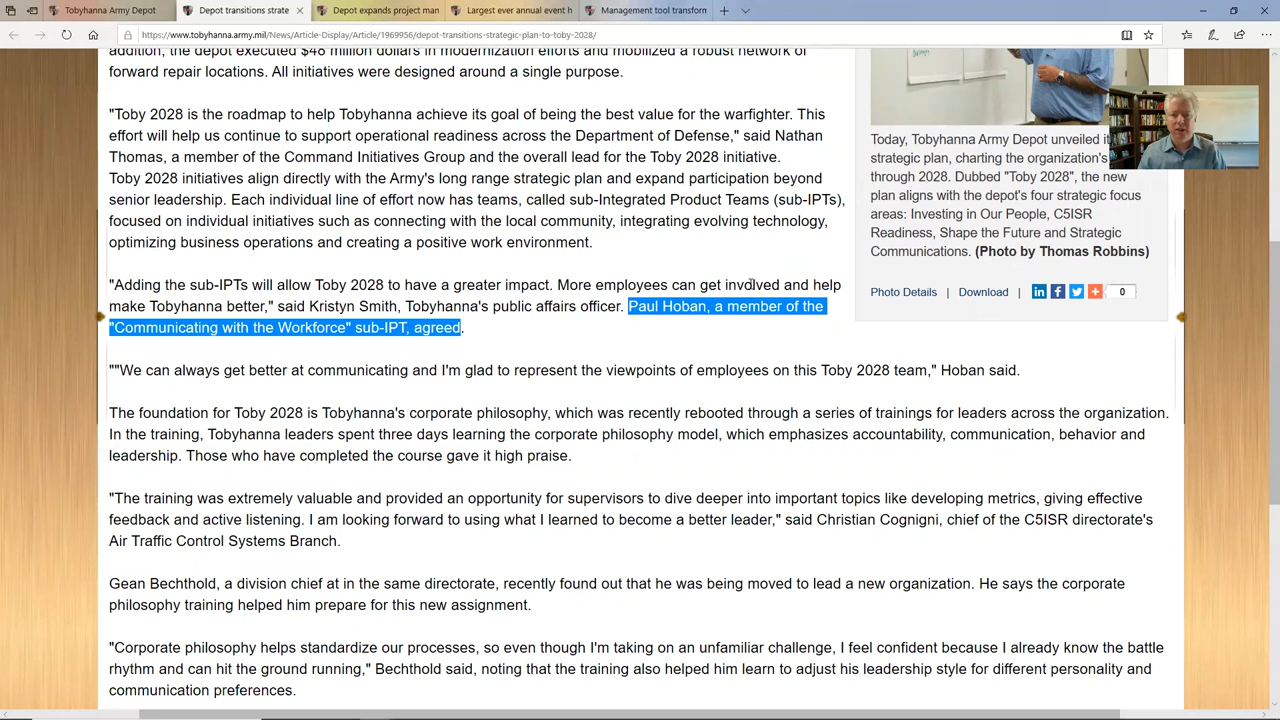 Tobyhanna Army Depot
Depot transitions strate
Depot expands project man
Largest ever annual event h
Management tool transform
https://www.tobyhanna.army.mil/News/Article-Display/Article/1969956/depot-transitions-strategic-plan-to-toby-2028/
addition, the depot executed $46 million dollars in modernization efforts and mobilized a robust network of
forward repair locations. All initiatives were designed around a single purpose.
"Toby 2028 is the roadmap to help Tobyhanna achieve its goal of being the best value for the warfighter. This
effort will help us continue to support operational readiness across the Department of Defense," said Nathan
Thomas, a member of the Command Initiatives Group and the overall lead for the Toby 2028 initiative.
Toby 2028 initiatives align directly with the Army's long range strategic plan and expand participation beyond
senior leadership. Each individual line of effort now has teams, called sub-Integrated Product Teams (sub-IPTs),
focused on individual initiatives such as connecting with the local community, integrating evolving technology,
optimizing business operations and creating a positive work environment.
"Adding the sub-IPTs will allow Toby 2028 to have a greater impact. More employees can get involved and help
make Tobyhanna better," said Kristyn Smith, Tobyhanna's public affairs officer. Paul Hoban, a member of the
"Communicating with the Workforce" sub-IPT, agreed.
""We can always get better at communicating and I'm glad to represent the viewpoints of employees on this Toby 2028 team," Hoban said.
The foundation for Toby 2028 is Tobyhanna's corporate philosophy, which was recently rebooted through a series of trainings for leaders across the organization.
In the training, Tobyhanna leaders spent three days learning the corporate philosophy model, which emphasizes accountability, communication, behavior and
leadership. Those who have completed the course gave it high praise.
"The training was extremely valuable and provided an opportunity for supervisors to dive deeper into important topics like developing metrics, giving effective
feedback and active listening. I am looking forward to using what I learned to become a better leader," said Christian Cognigni, chief of the C5ISR directorate's
Air Traffic Control Systems Branch.
Gean Bechthold, a division chief at in the same directorate, recently found out that he was being moved to lead a new organization. He says the corporate
philosophy training helped him prepare for this new assignment.
"Corporate philosophy helps standardize our processes, so even though I'm taking on an unfamiliar challenge, I feel confident because I already know the battle
rhythm and can hit the ground running," Bechthold said, noting that the training also helped him learn to adjust his leadership style for different personality and
communication preferences.
Today, Tobyhanna Army Depot unveiled
strategic plan, charting the organization's
through 2028. Dubbed "Toby 2028", the new
plan aligns with the depot's four strategic focus
areas: Investing in Our People, C5ISR
Readiness, Shape the Future and Strategic
Communications. (Photo by Thomas Robbins)
Photo Details | Download | 0